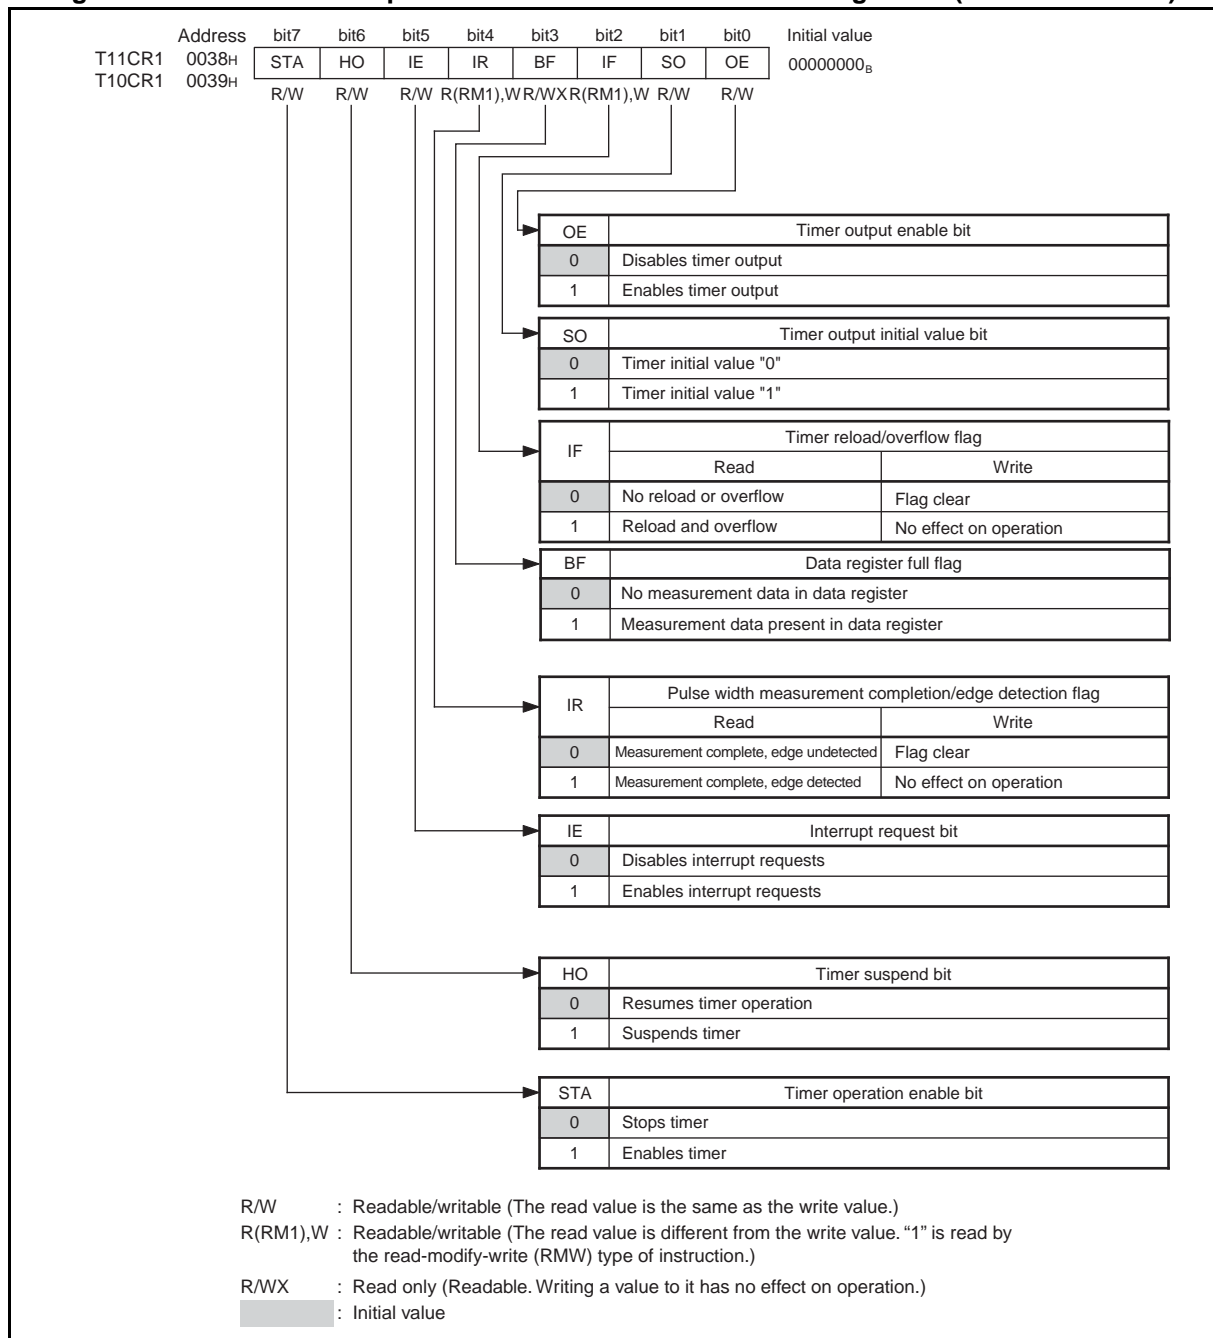 Address bit7 bit6 bit5 bit4 bit3 bit2 bit1 bit0 Initial value
T11CR1 0038H STA HO IE IR BF IF SO OE 00000000B
T10CR1 0039H
R/W R/W R/W R(RM1),W R/WX R(RM1),W R/W R/W
OE Timer output enable bit
0 Disables timer output
1 Enables timer output
SO Timer output initial value bit
0 Timer initial value "0"
1 Timer initial value "1"
IF Timer reload/overflow flag
Read Write
0 No reload or overflow Flag clear
1 Reload and overflow No effect on operation
BF Data register full flag
0 No measurement data in data register
1 Measurement data present in data register
IR Pulse width measurement completion/edge detection flag
Read Write
0 Measurement complete, edge undetected Flag clear
1 Measurement complete, edge detected No effect on operation
IE Interrupt request bit
0 Disables interrupt requests
1 Enables interrupt requests
HO Timer suspend bit
0 Resumes timer operation
1 Suspends timer
STA Timer operation enable bit
0 Stops timer
1 Enables timer
R/W : Readable/writable (The read value is the same as the write value.)
R(RM1),W : Readable/writable (The read value is different from the write value. “1” is read by
the read-modify-write (RMW) type of instruction.)
R/WX : Read only (Readable. Writing a value to it has no effect on operation.)
: Initial value